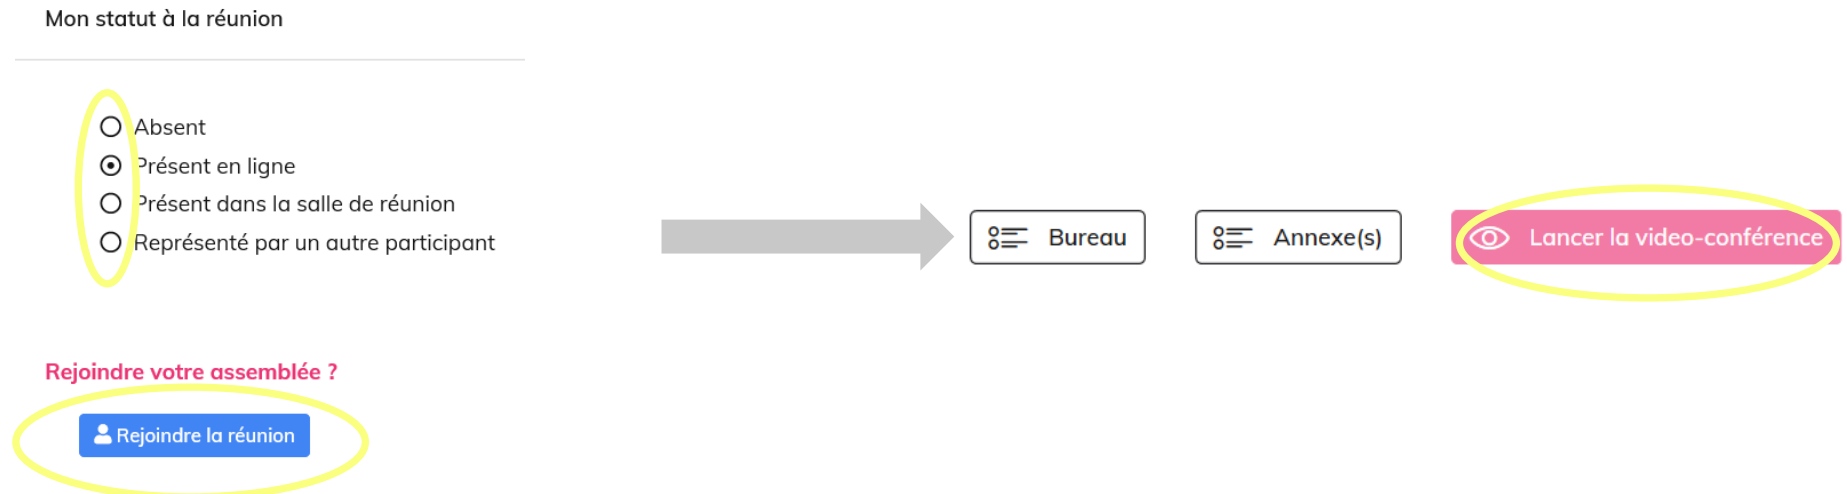 Mon statut à la réunion
Absent
Présent en ligne
Présent dans la salle de réunion
Représenté par un autre participant
Rejoindre votre assemblée ?
Rejoindre la réunion
Bureau
Annexe(s)
Lancer la video-conférence